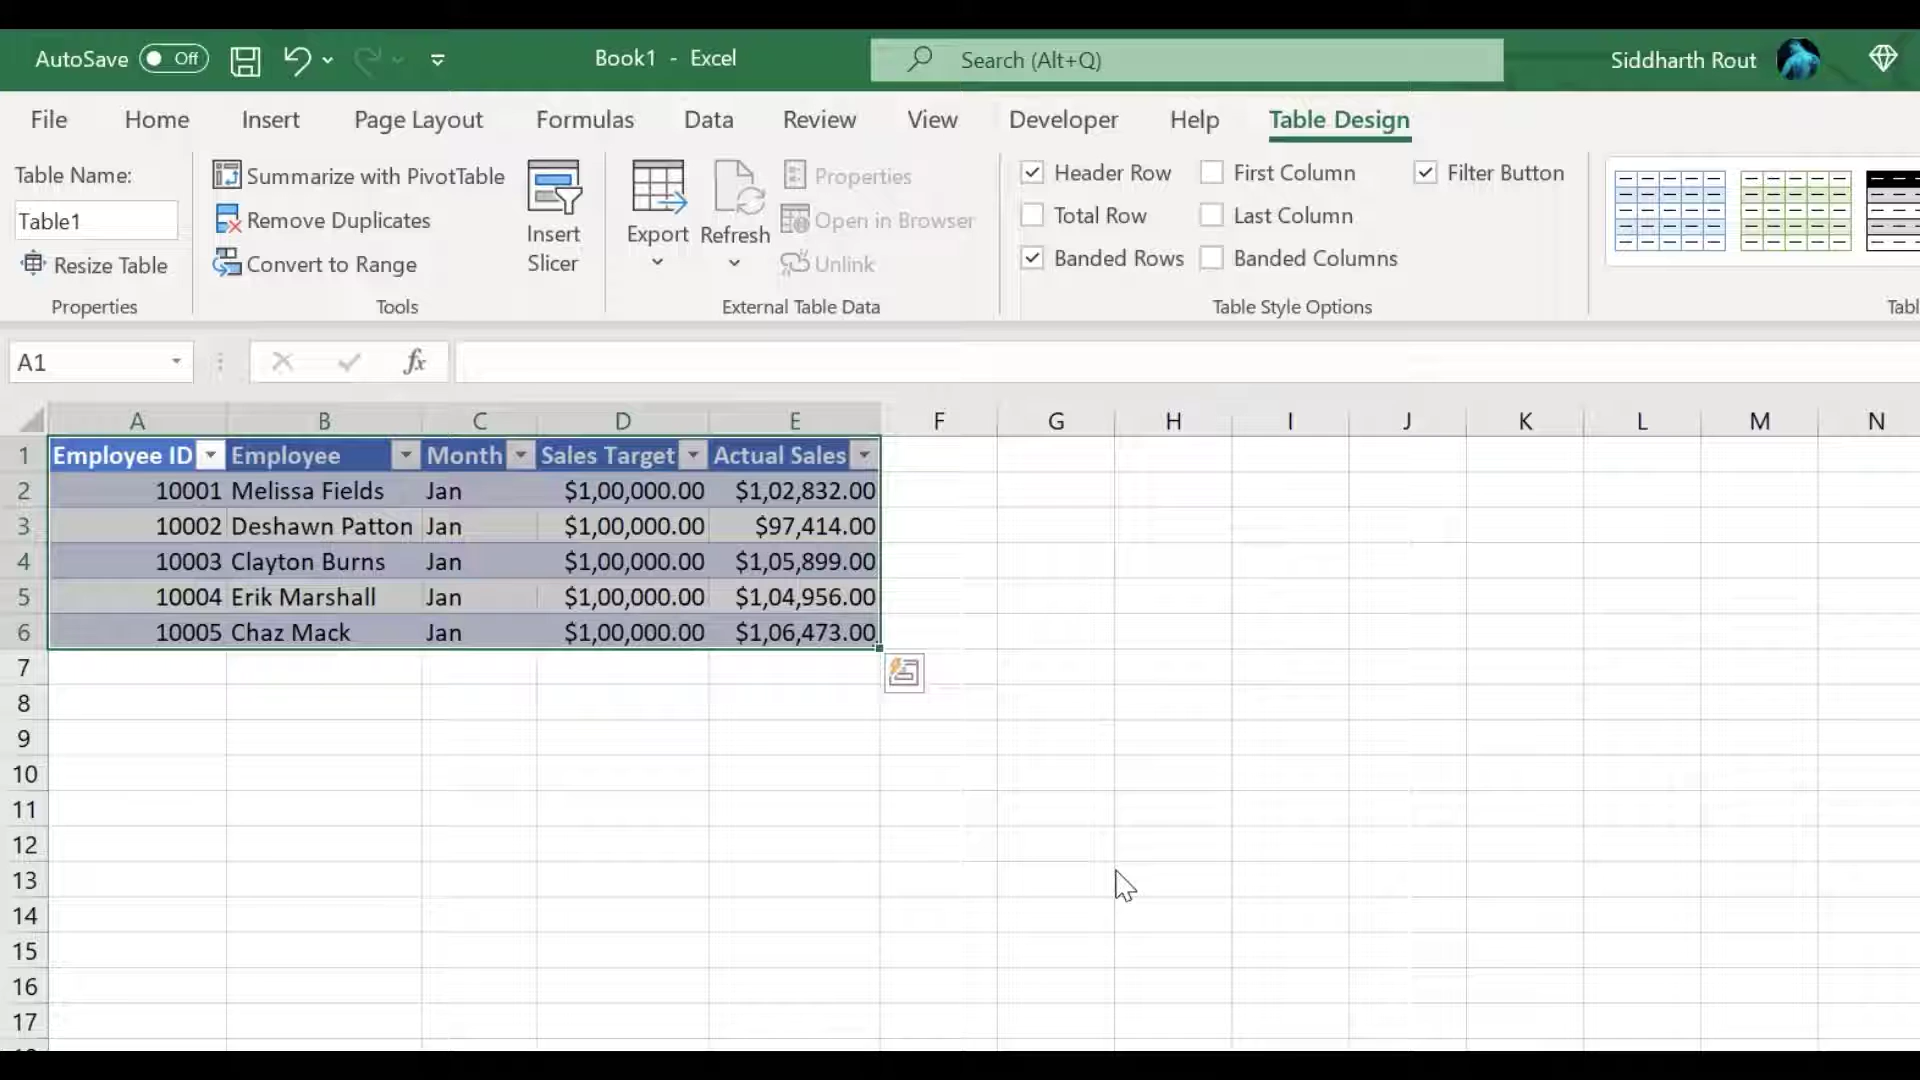 AutoSave Off Book1 - Excel Search (Alt+Q) Siddharth Rout
File Home Insert Page Layout Formulas Data Review View Developer Help Table Design
Table Name:
Table1
Resize Table
Properties
Summarize with PivotTable
Remove Duplicates
Convert to Range
Insert
Slicer
Tools
Export
Refresh
Properties
Open in Browser
Unlink
External Table Data
Header Row First Column Filter Button
Total Row Last Column
Banded Rows Banded Columns
Table Style Options
Tabl
A1 fx
A B C D E F G H I J K L M N
1 Employee ID Employee Month Sales Target Actual Sales
2 10001 Melissa Fields Jan $1,00,000.00 $1,02,832.00
3 10002 Deshawn Patton Jan $1,00,000.00 $97,414.00
4 10003 Clayton Burns Jan $1,00,000.00 $1,05,899.00
5 10004 Erik Marshall Jan $1,00,000.00 $1,04,956.00
6 10005 Chaz Mack Jan $1,00,000.00 $1,06,473.00
7
8
9
10
11
12
13
14
15
16
17